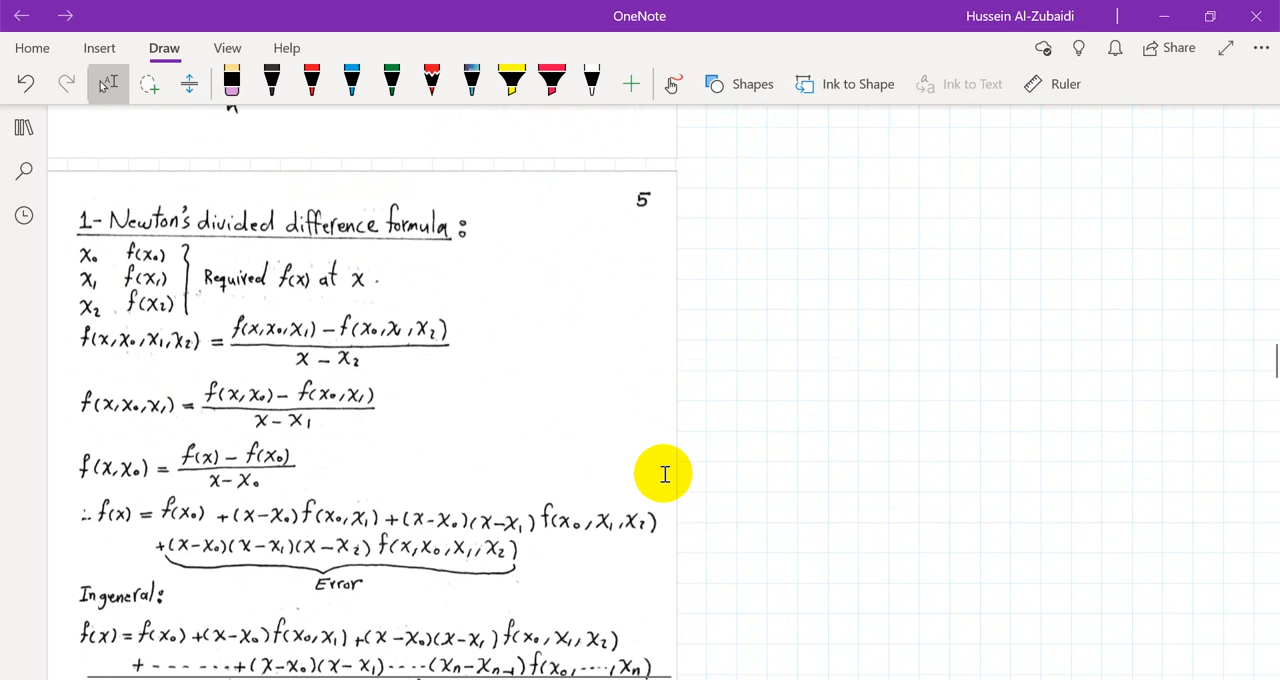 OneNote
Hussein Al-Zubaidi
Home Insert Draw View Help
Share
Shapes Ink to Shape Ink to Text Ruler
n
5
1- Newton's divided difference formula :
x₀ f(x₀)
x₁ f(x₁) } Required f(x) at x .
x₂ f(x₂)
f(x,x₀,x₁,x₂) = \frac{f(x,x₀,x₁) - f(x₀,x₁,x₂)}{x - x₂}
f(x,x₀,x₁) = \frac{f(x,x₀) - f(x₀,x₁)}{x - x₁}
f(x,x₀) = \frac{f(x) - f(x₀)}{x - x₀}
∴ f(x) = f(x₀) + (x-x₀) f(x₀,x₁) + (x-x₀)(x-x₁) f(x₀,x₁,x₂)
+(x-x₀)(x-x₁)(x-x₂) f(x,x₀,x₁,x₂)
Error
In general:
f(x) = f(x₀) +(x-x₀) f(x₀,x₁) +(x-x₀)(x-x₁) f(x₀,x₁,x₂)
+ - - - - - - +(x-x₀)(x-x₁)....(xₙ-xₙ₋₁) f(x₀,....,xₙ)